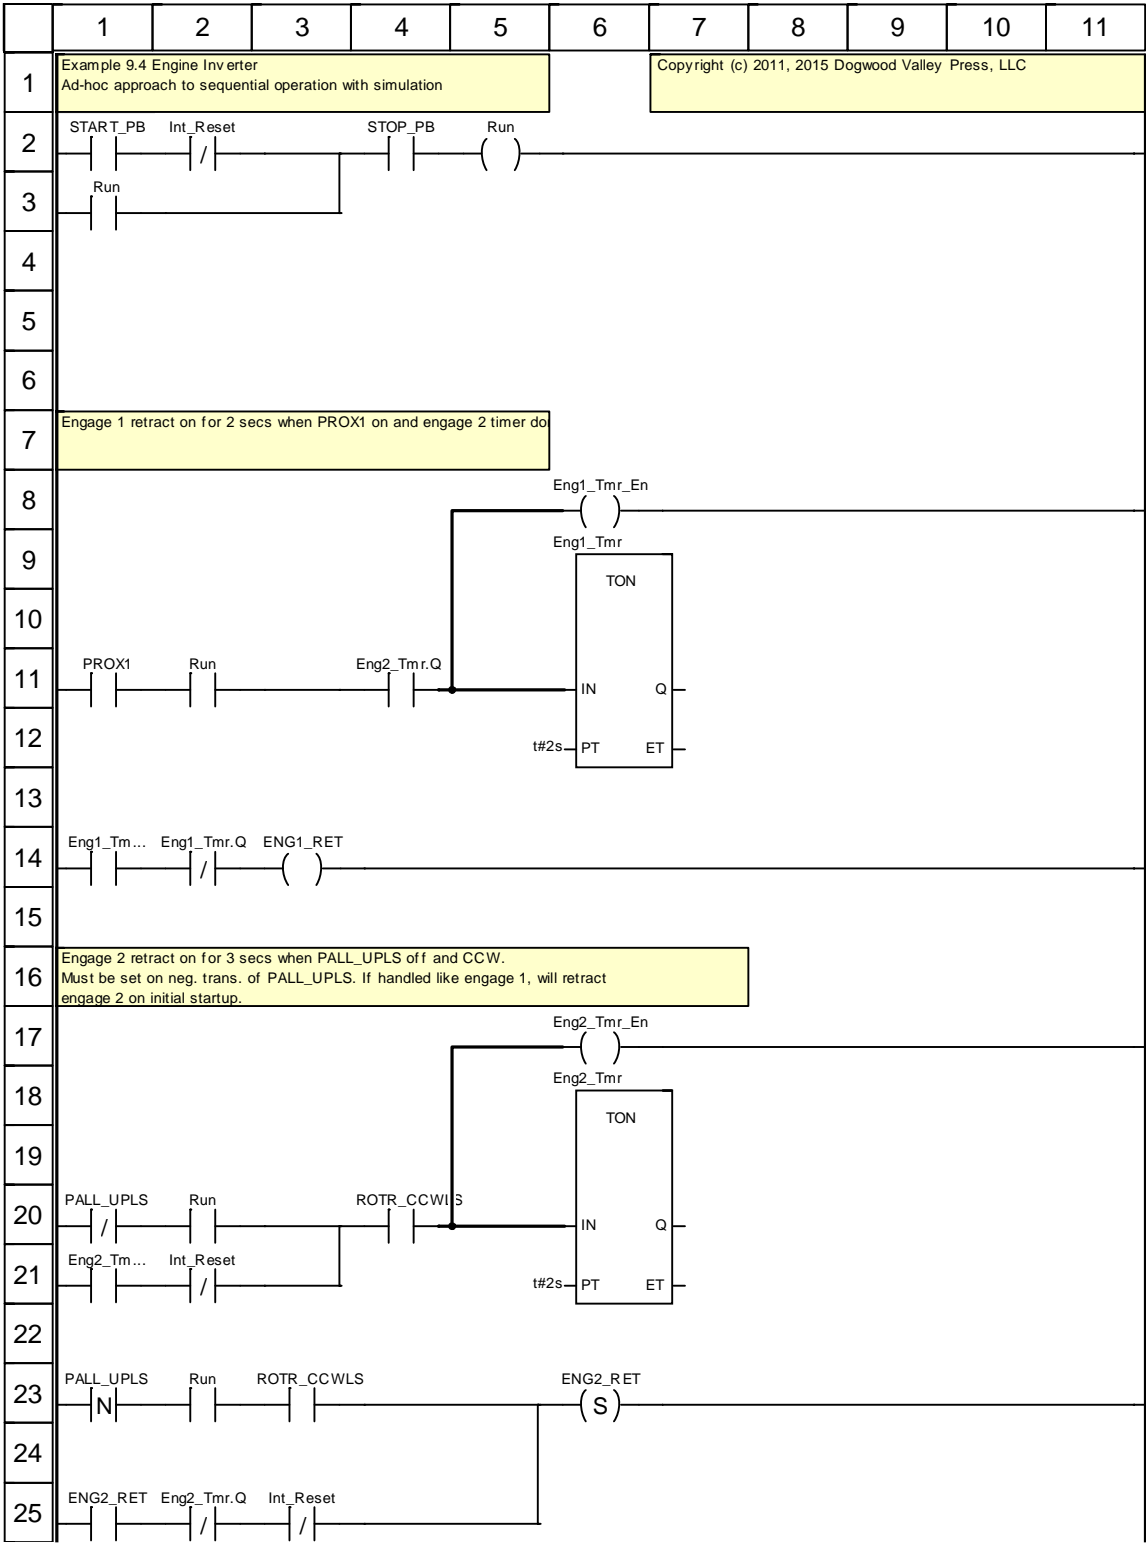 1 2 3 4 5 6 7 8 9 10 11
1
Example 9.4 Engine Inverter
Ad-hoc approach to sequential operation with simulation
Copyright (c) 2011, 2015 Dogwood Valley Press, LLC
START_PB Int_Reset STOP_PB Run
2
/
Run
3
4
5
6
7
Engage 1 retract on for 2 secs when PROX1 on and engage 2 timer do
Eng1_Tmr_En
8
Eng1_Tmr
9
TON
10
PROX1 Run Eng2_Tmr.Q
11
IN Q
12
t#2s PT ET
13
Eng1_Tm... Eng1_Tmr.Q ENG1_RET
14
/
15
16
Engage 2 retract on for 3 secs when PALL_UPLS off and CCW.
Must be set on neg. trans. of PALL_UPLS. If handled like engage 1, will retract
engage 2 on initial startup.
Eng2_Tmr_En
17
Eng2_Tmr
18
TON
19
PALL_UPLS Run ROTR_CCWLS
20
/ IN Q
Eng2_Tm... Int_Reset
21
/ t#2s PT ET
22
PALL_UPLS Run ROTR_CCWLS ENG2_RET
23
N S
24
ENG2_RET Eng2_Tmr.Q Int_Reset
25
/ /